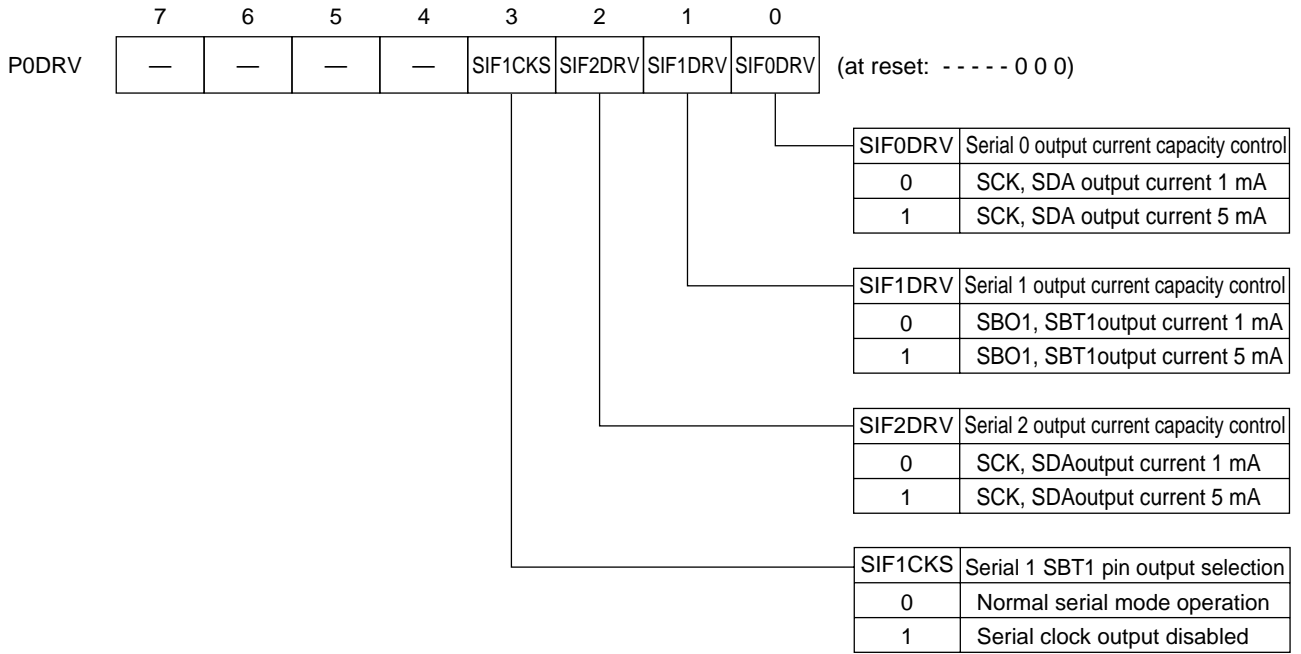 7 6 5 4 3 2 1 0
P0DRV — — — — SIF1CKS SIF2DRV SIF1DRV SIF0DRV (at reset: - - - - - 0 0 0)
SIF0DRV Serial 0 output current capacity control
0 SCK, SDA output current 1 mA
1 SCK, SDA output current 5 mA
SIF1DRV Serial 1 output current capacity control
0 SBO1, SBT1output current 1 mA
1 SBO1, SBT1output current 5 mA
SIF2DRV Serial 2 output current capacity control
0 SCK, SDAoutput current 1 mA
1 SCK, SDAoutput current 5 mA
SIF1CKS Serial 1 SBT1 pin output selection
0 Normal serial mode operation
1 Serial clock output disabled